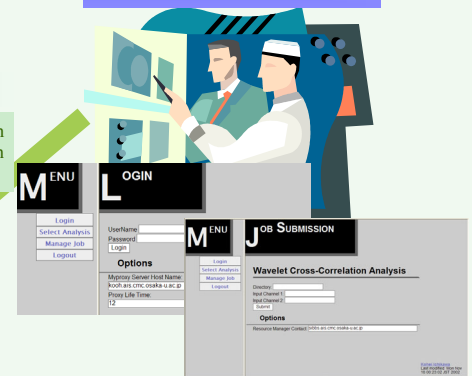 MENU
Login
Select Analysis
Manage Job
Logout
LOGIN
UserName
Password
Login
Options
Myproxy Server Host Name:
kooh.ais.cmc.osaka-u.ac.jp
Proxy Life Time:
12
MENU
Login
Select Analysis
Manage Job
Logout
JOB SUBMISSION
Wavelet Cross-Correlation Analysis
Directory:
Input Channel 1:
Input Channel 2:
Submit
Options
Resource Manager Contact: